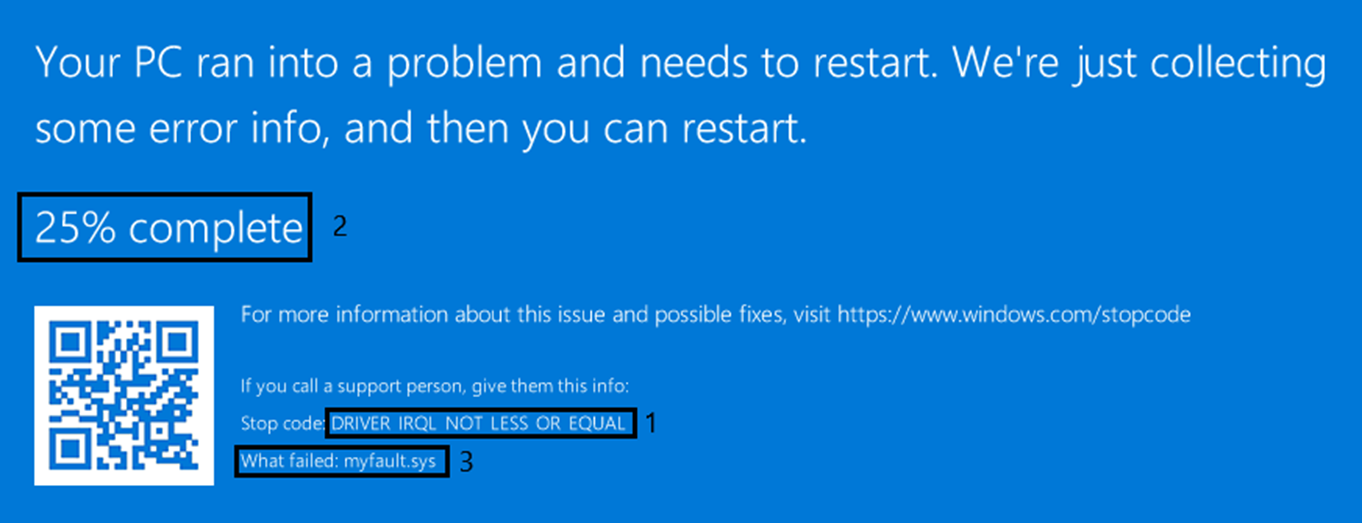 Your PC ran into a problem and needs to restart. We're just collecting
some error info, and then you can restart.
25% complete 2
For more information about this issue and possible fixes, visit https://www.windows.com/stopcode
If you call a support person, give them this info:
Stop code: DRIVER IRQL NOT LESS OR EQUAL 1
What failed: myfault.sys 3